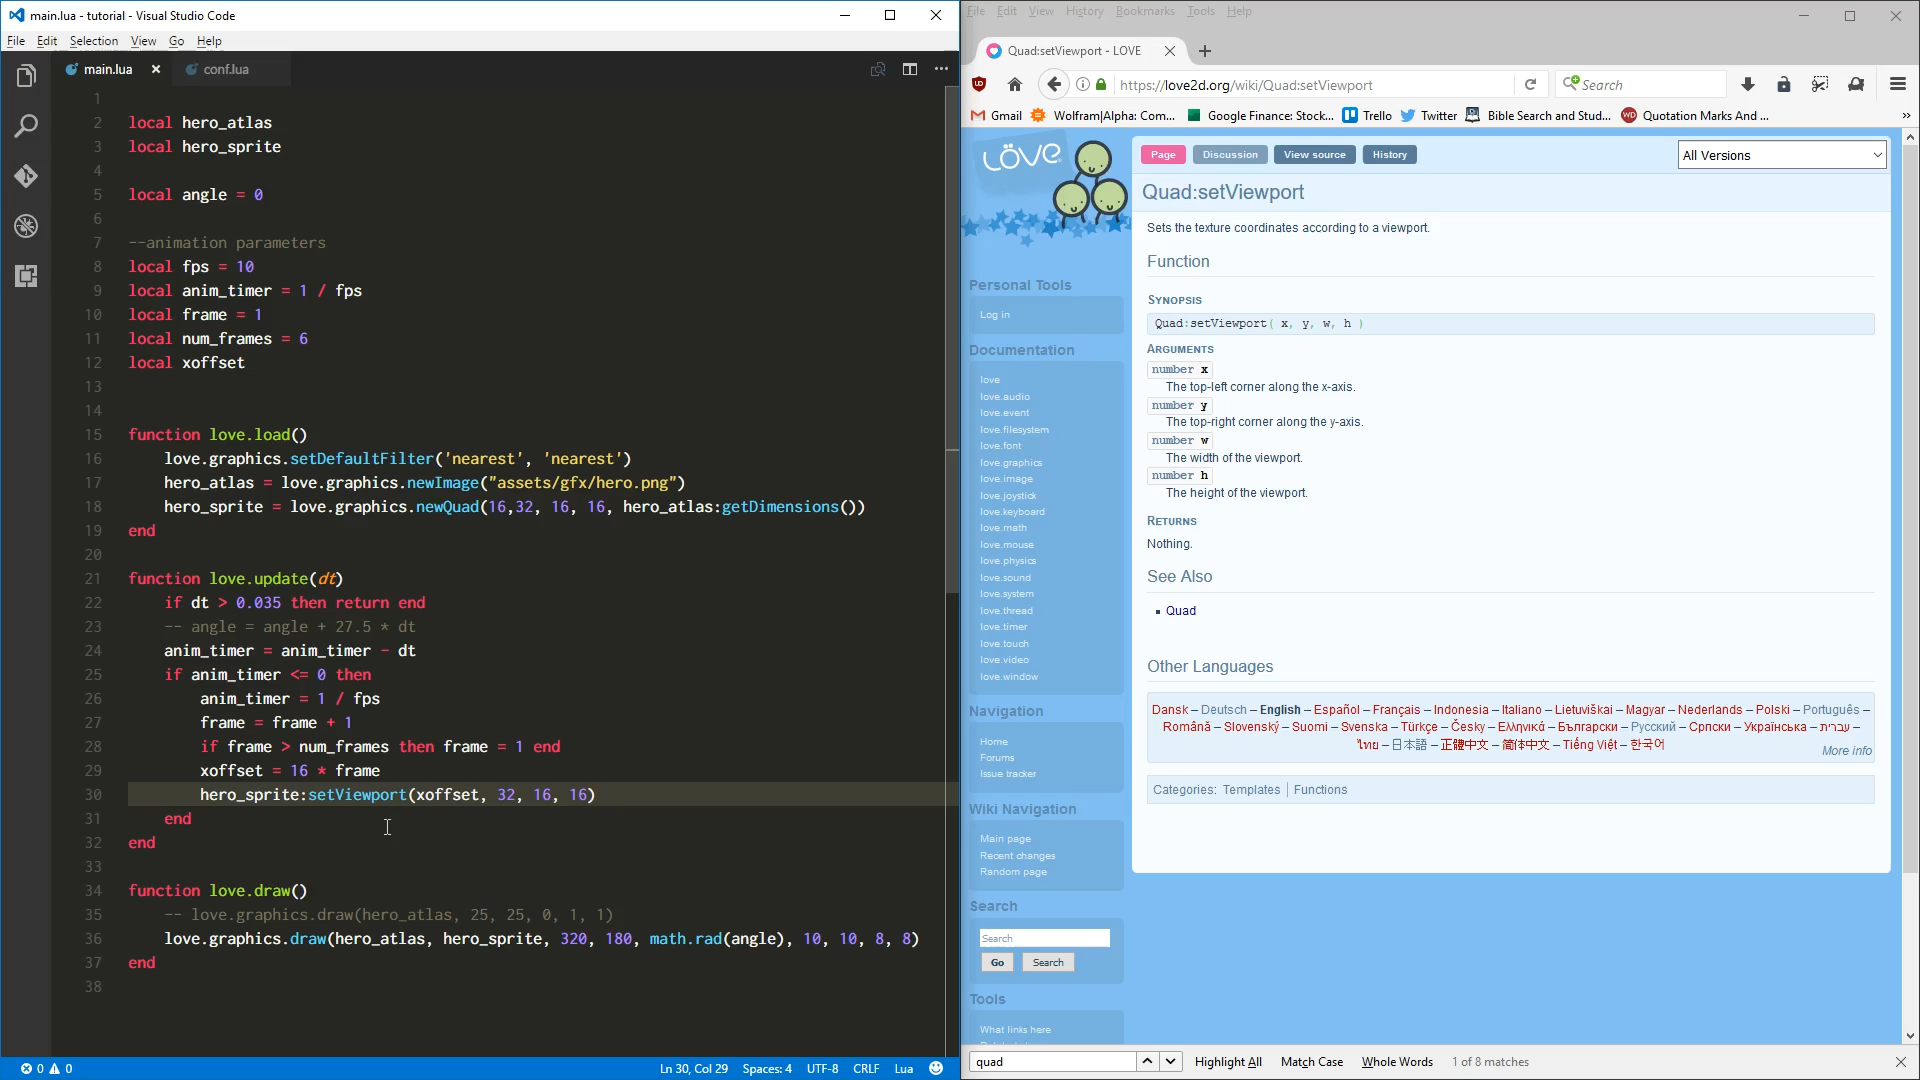 main.lua - tutorial - Visual Studio Code
File Edit Selection View Go Help
main.lua
conf.lua
1
2 local hero_atlas
3 local hero_sprite
4
5 local angle = 0
6
7 --animation parameters
8 local fps = 10
9 local anim_timer = 1 / fps
10 local frame = 1
11 local num_frames = 6
12 local xoffset
13
14
15 function love.load()
16 love.graphics.setDefaultFilter('nearest', 'nearest')
17 hero_atlas = love.graphics.newImage("assets/gfx/hero.png")
18 hero_sprite = love.graphics.newQuad(16,32, 16, 16, hero_atlas:getDimensions())
19 end
20
21 function love.update(dt)
22 if dt > 0.035 then return end
23 -- angle = angle + 27.5 * dt
24 anim_timer = anim_timer - dt
25 if anim_timer <= 0 then
26 anim_timer = 1 / fps
27 frame = frame + 1
28 if frame > num_frames then frame = 1 end
29 xoffset = 16 * frame
30 hero_sprite:setViewport(xoffset, 32, 16, 16)
31 end
32 end
33
34 function love.draw()
35 -- love.graphics.draw(hero_atlas, 25, 25, 0, 1, 1)
36 love.graphics.draw(hero_atlas, hero_sprite, 320, 180, math.rad(angle), 10, 10, 8, 8)
37 end
38
0 0
Ln 30, Col 29 Spaces: 4 UTF-8 CRLF Lua
File Edit View History Bookmarks Tools Help
Quad:setViewport - LOVE
https://love2d.org/wiki/Quad:setViewport
Search
Gmail Wolfram|Alpha: Com... Google Finance: Stock... Trello Twitter Bible Search and Stud... Quotation Marks And ... »
LÖVE
Page Discussion View source History
All Versions
Quad:setViewport
Sets the texture coordinates according to a viewport.
Function
Synopsis
Quad:setViewport( x, y, w, h )
Arguments
number x
The top-left corner along the x-axis.
number y
The top-right corner along the y-axis.
number w
The width of the viewport.
number h
The height of the viewport.
Returns
Nothing.
See Also
Quad
Other Languages
Dansk – Deutsch – English – Español – Français – Indonesia – Italiano – Lietuviškai – Magyar – Nederlands – Polski – Português –
Română – Slovenský – Suomi – Svenska – Türkçe – Česky – Ελληνικά – Български – Русский – Српски – Українська – עברית –
ไทย – 日本語 – 正體中文 – 简体中文 – Tiếng Việt – 한국어
More info
Categories: Templates Functions
Personal Tools
Log in
Documentation
love
love.audio
love.event
love.filesystem
love.font
love.graphics
love.image
love.joystick
love.keyboard
love.math
love.mouse
love.physics
love.sound
love.system
love.thread
love.timer
love.touch
love.video
love.window
Navigation
Home
Forums
Issue tracker
Wiki Navigation
Main page
Recent changes
Random page
Search
Search
Go Search
Tools
What links here
quad
Highlight All Match Case Whole Words 1 of 8 matches